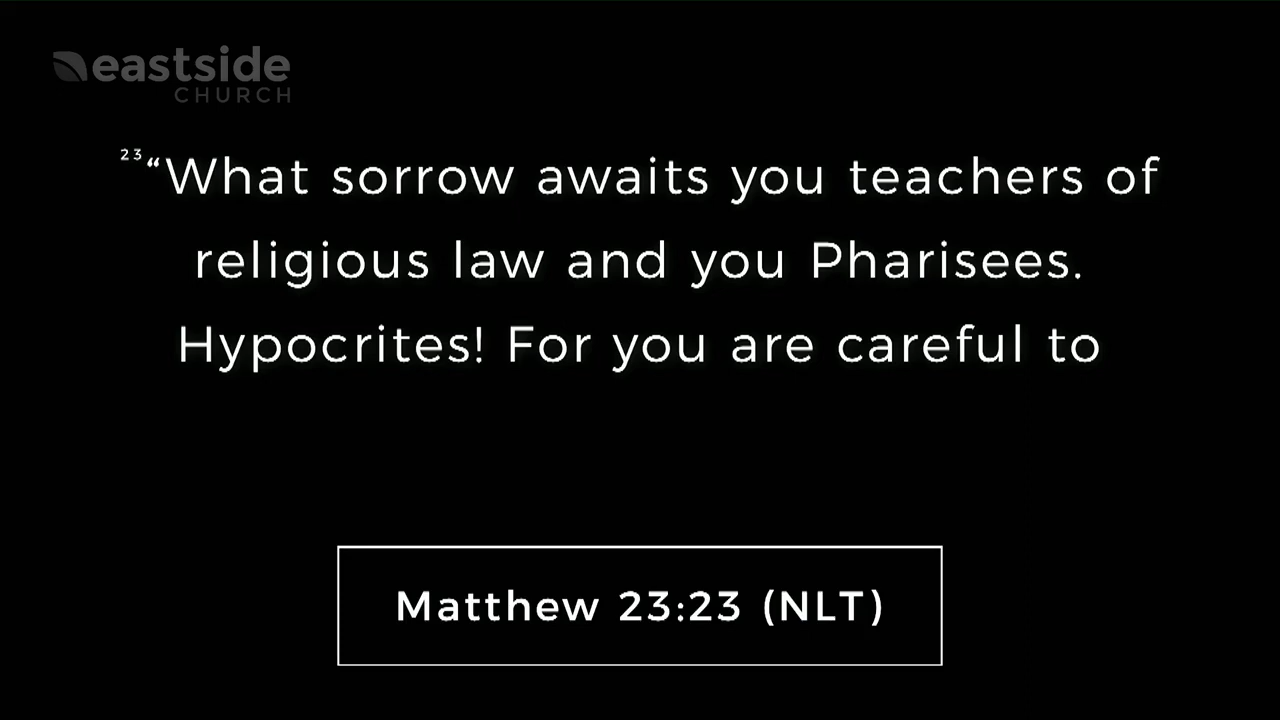 eastside
CHURCH
23“What sorrow awaits you teachers of
religious law and you Pharisees.
Hypocrites! For you are careful to
Matthew 23:23 (NLT)